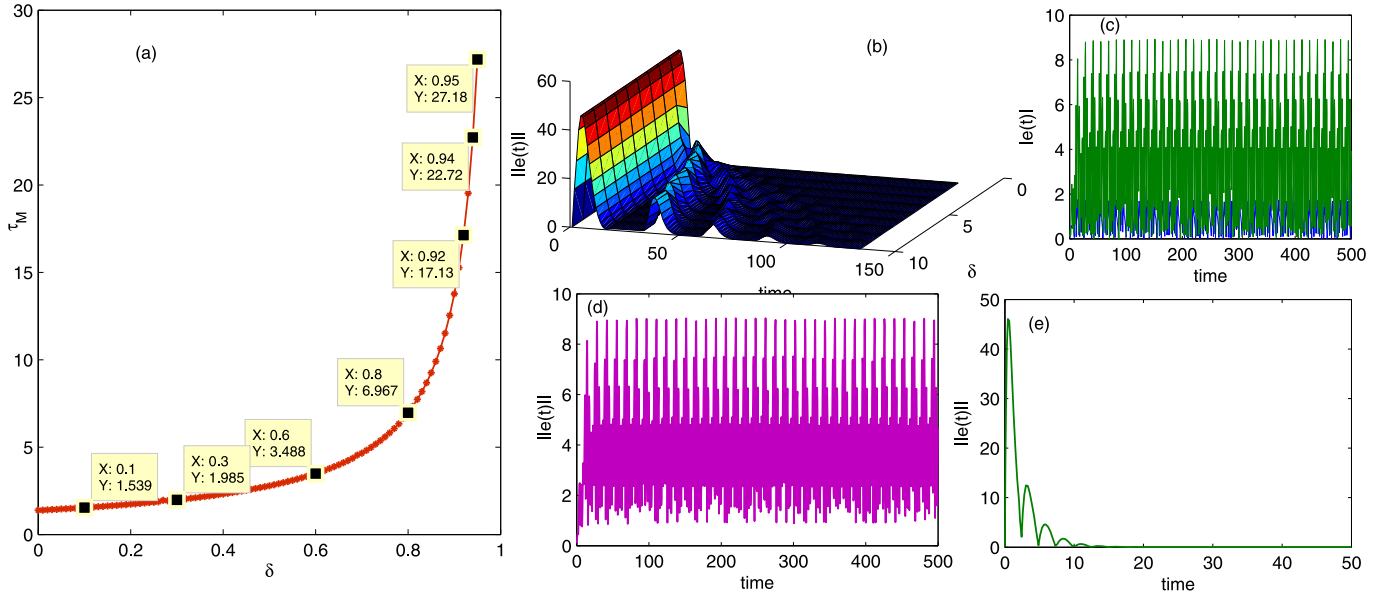 (a)
30
25
20
15
10
5
0
τM
0
0.2
0.4
0.6
0.8
1
δ
X: 0.95
Y: 27.18
X: 0.94
Y: 22.72
X: 0.92
Y: 17.13
X: 0.8
Y: 6.967
X: 0.6
Y: 3.488
X: 0.3
Y: 1.985
X: 0.1
Y: 1.539
(b)
60
40
20
0
||e(t)||
0
50
100
150
time
0
5
10
δ
(c)
10
8
6
4
2
0
|e(t)|
0
100
200
300
400
500
time
(d)
10
8
6
4
2
0
||e(t)||
0
100
200
300
400
500
time
(e)
50
40
30
20
10
0
||e(t)||
0
10
20
30
40
50
time